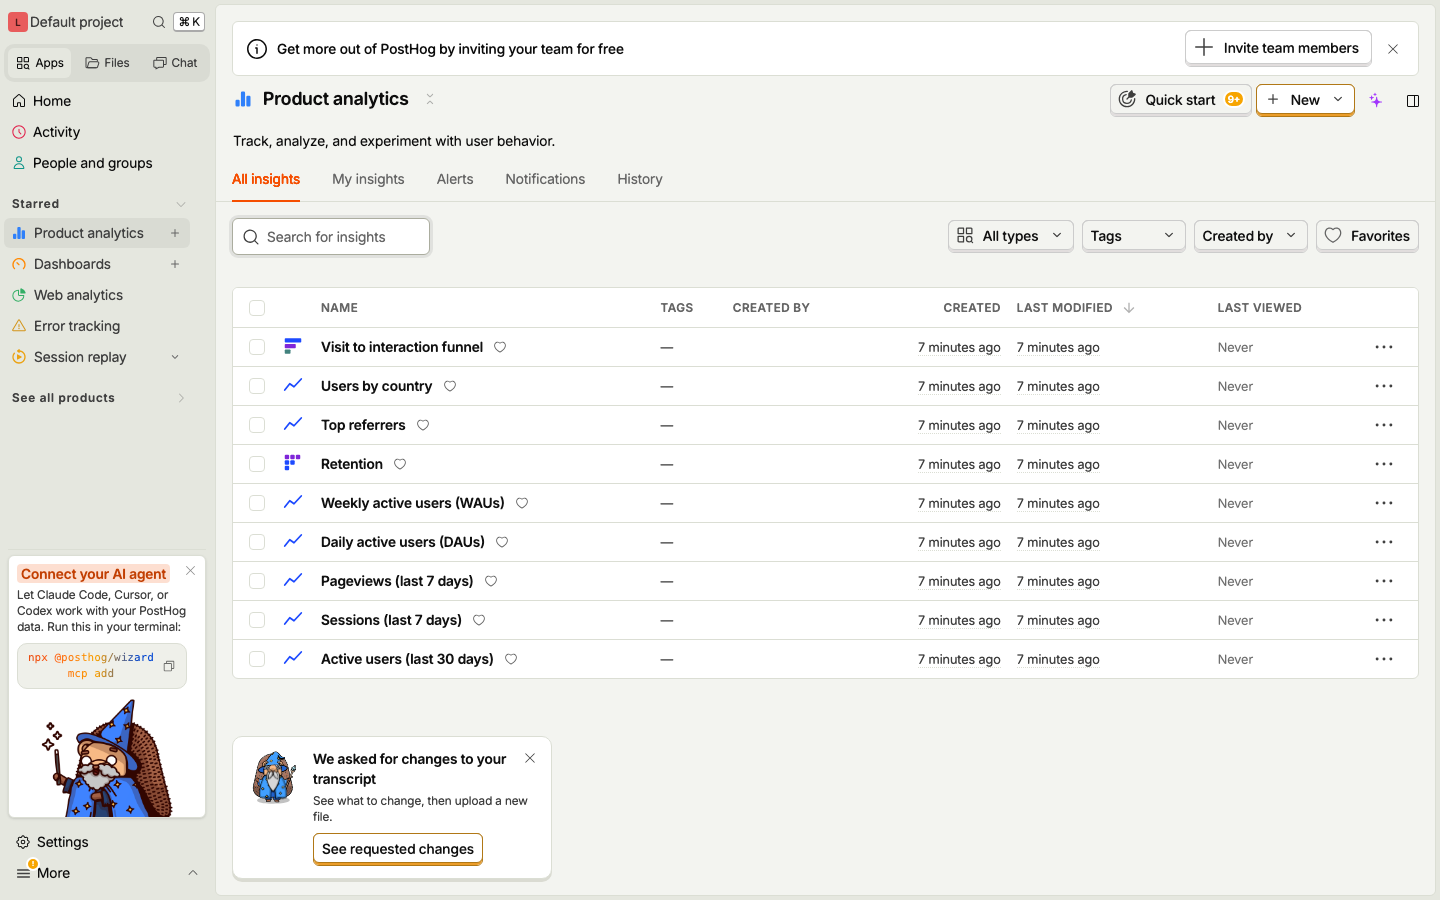 L Default project ⌘ K
Apps Files Chat
Home
Activity
People and groups
Starred
Product analytics
Dashboards
Web analytics
Error tracking
Session replay
See all products
Connect your AI agent
Let Claude Code, Cursor, or
Codex work with your PostHog
data. Run this in your terminal:
npx @posthog/wizard
mcp add
Settings
More
Get more out of PostHog by inviting your team for free
Invite team members
Product analytics
Quick start 9+
New
Track, analyze, and experiment with user behavior.
All insights My insights Alerts Notifications History
Search for insights
All types Tags Created by Favorites
NAME TAGS CREATED BY CREATED LAST MODIFIED LAST VIEWED
Visit to interaction funnel — 7 minutes ago 7 minutes ago Never
Users by country — 7 minutes ago 7 minutes ago Never
Top referrers — 7 minutes ago 7 minutes ago Never
Retention — 7 minutes ago 7 minutes ago Never
Weekly active users (WAUs) — 7 minutes ago 7 minutes ago Never
Daily active users (DAUs) — 7 minutes ago 7 minutes ago Never
Pageviews (last 7 days) — 7 minutes ago 7 minutes ago Never
Sessions (last 7 days) — 7 minutes ago 7 minutes ago Never
Active users (last 30 days) — 7 minutes ago 7 minutes ago Never
We asked for changes to your
transcript
See what to change, then upload a new
file.
See requested changes